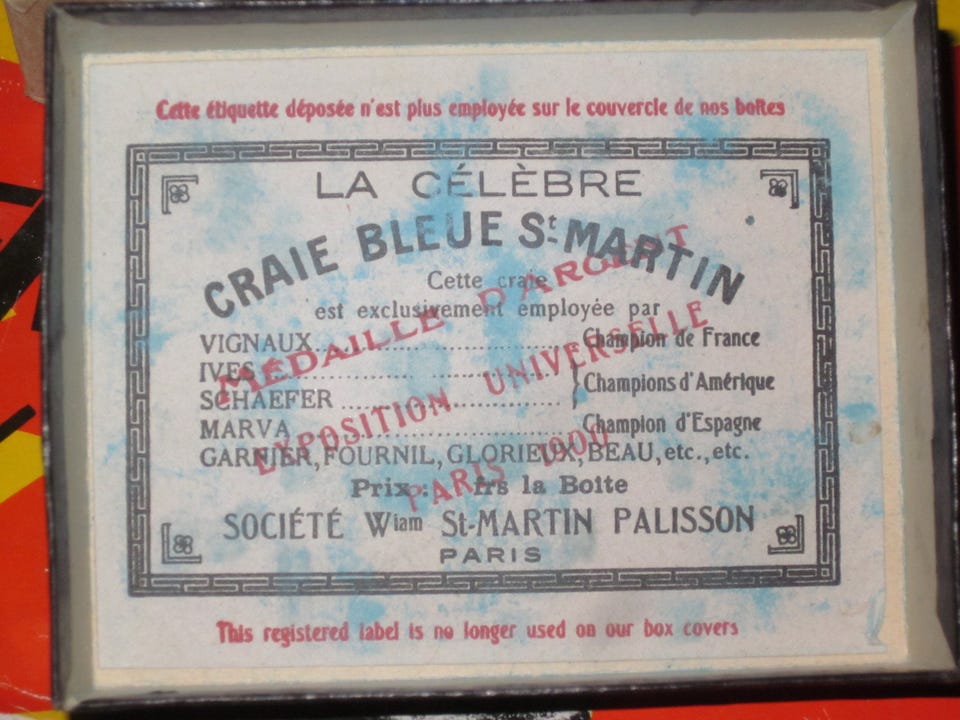 Cette étiquette déposée n'est plus employée sur le couvercle de nos boîtes
LA CÉLÈBRE
CRAIE BLEUE St-MARTIN
Cette craie
est exclusivement employée par
VIGNAUX.......................... Champion de France
IVES.......................... 
SCHAEFER.......................... } Champions d'Amérique
MARVA.......................... Champion d'Espagne
GARNIER, FOURNIL, GLORIEUX, BEAU, etc., etc.
Prix : frs la Boîte
SOCIÉTÉ Wiam St-MARTIN PALISSON
PARIS
MÉDAILLE D'ARGENT
EXPOSITION UNIVERSELLE
PARIS 1900
This registered label is no longer used on our box covers